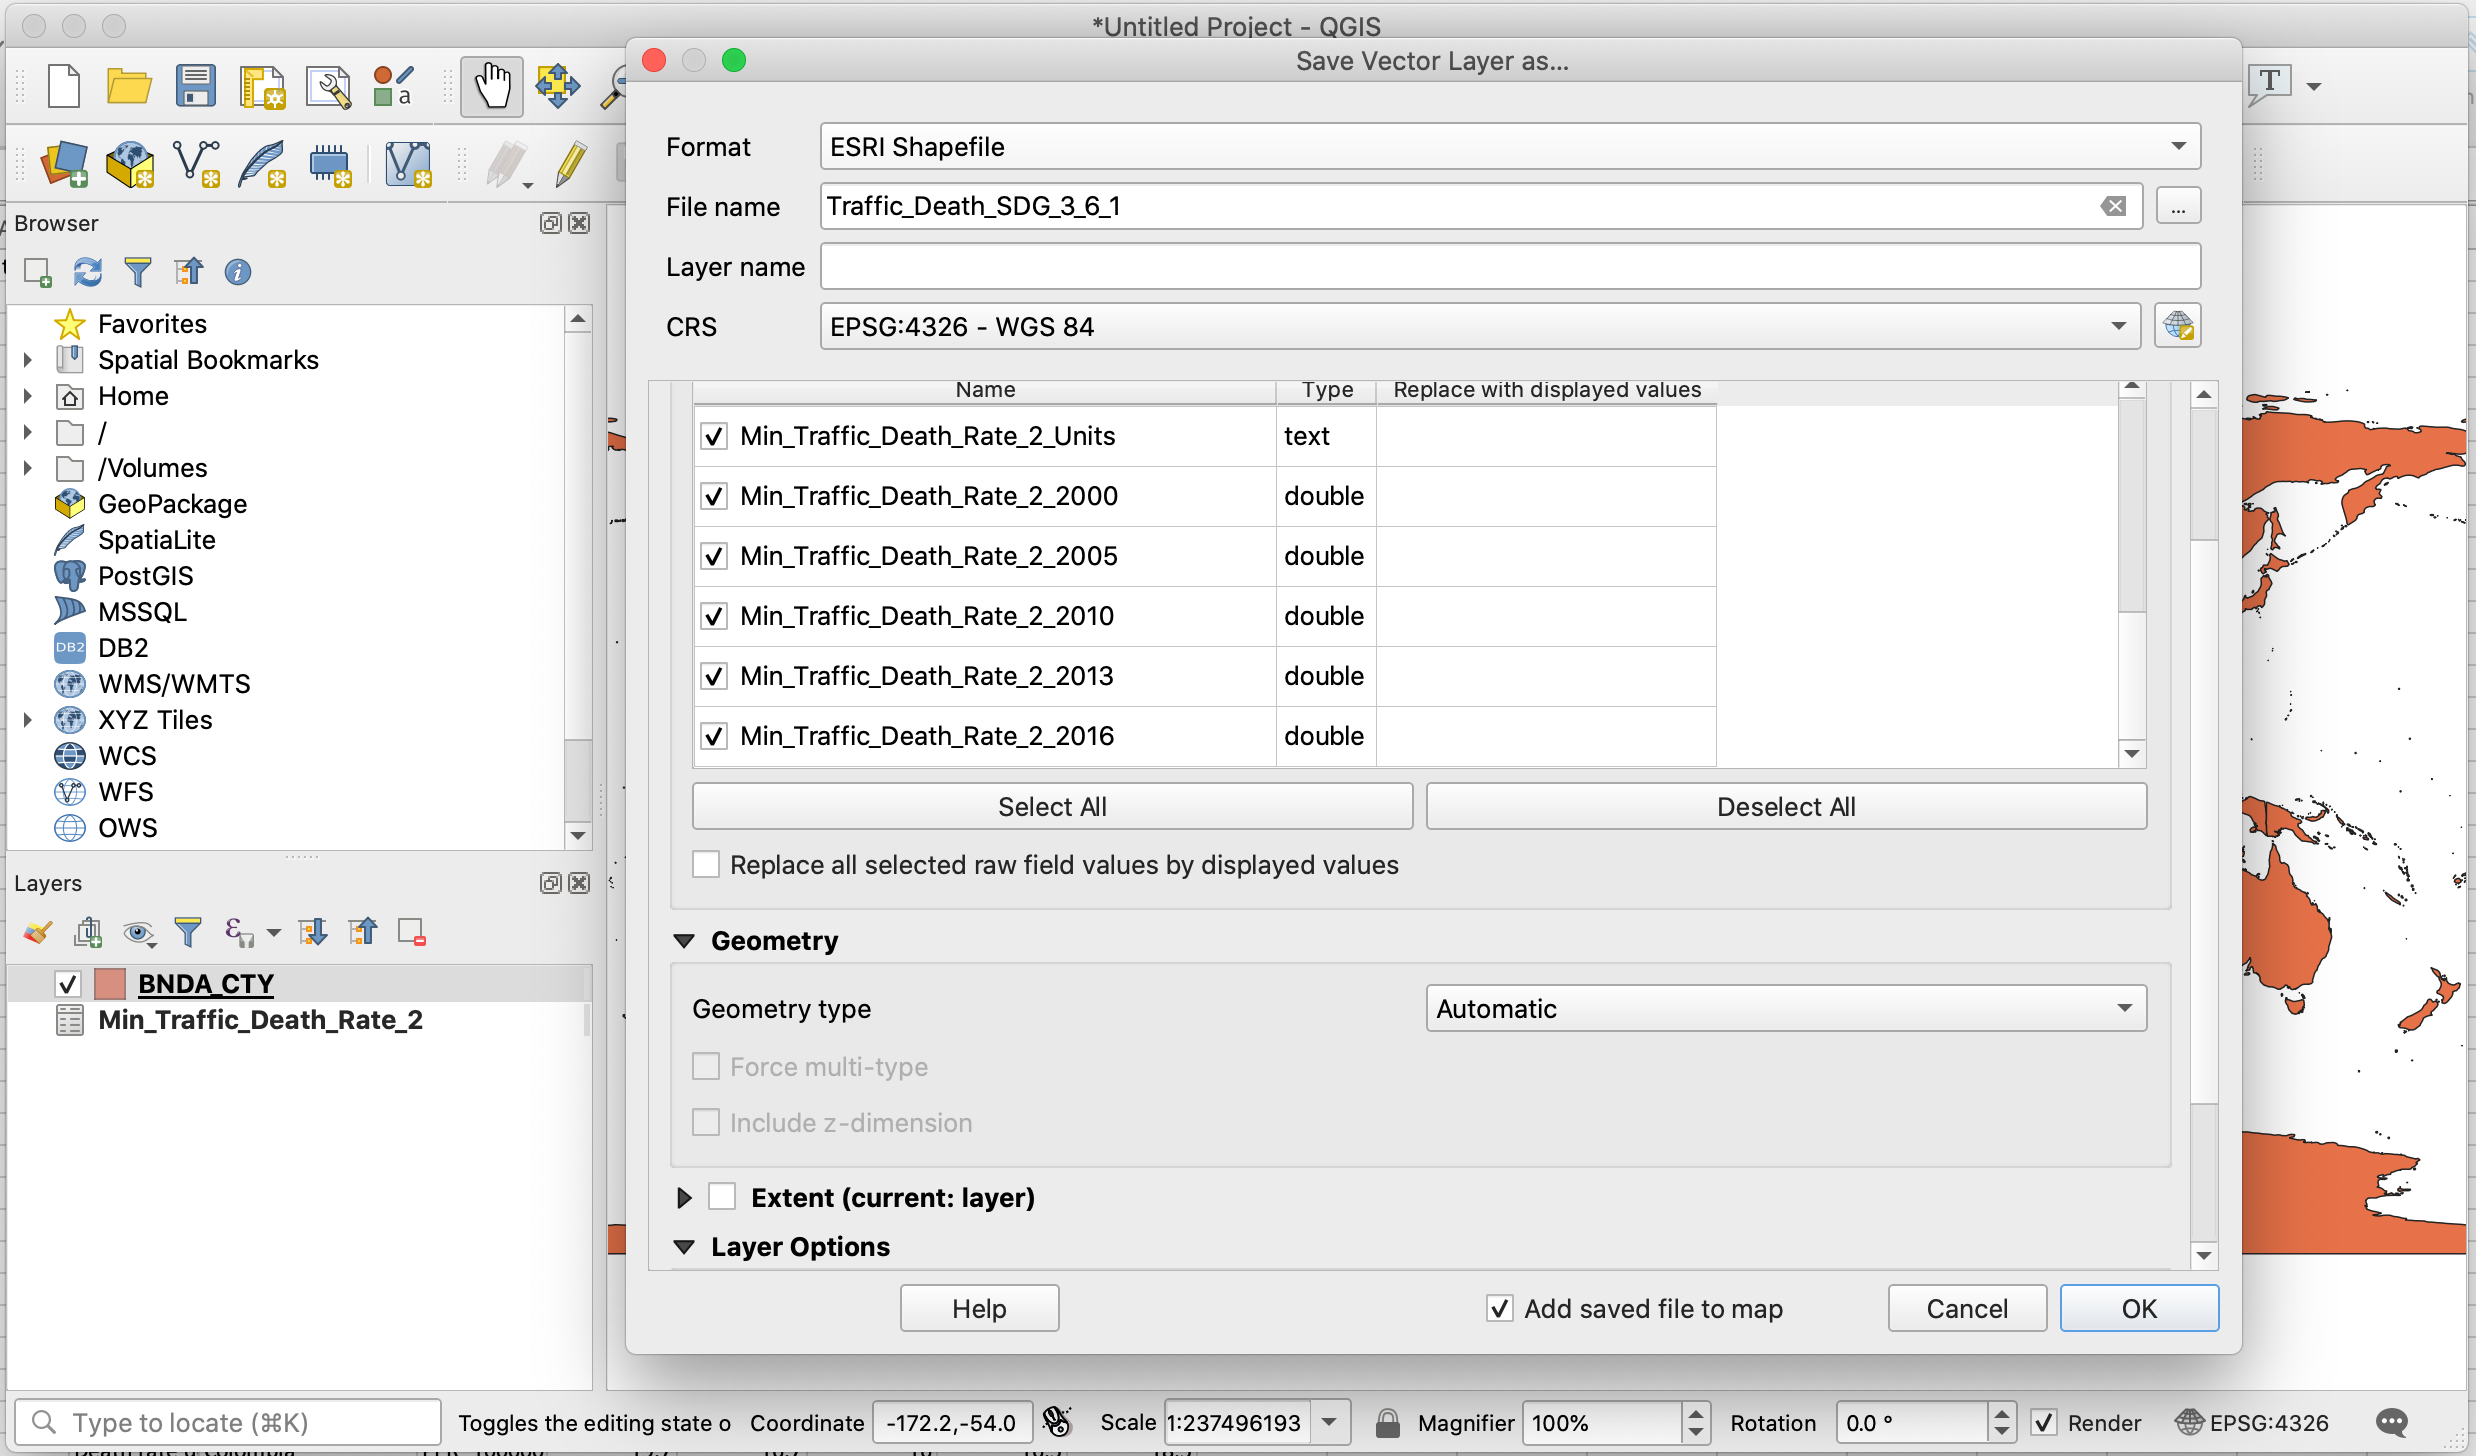 *Untitled Project - QGIS
Save Vector Layer as...
Format
ESRI Shapefile
File name
Traffic_Death_SDG_3_6_1
...
Layer name
CRS
EPSG:4326 - WGS 84
Name Type Replace with displayed values
Min_Traffic_Death_Rate_2_Units text
Min_Traffic_Death_Rate_2_2000 double
Min_Traffic_Death_Rate_2_2005 double
Min_Traffic_Death_Rate_2_2010 double
Min_Traffic_Death_Rate_2_2013 double
Min_Traffic_Death_Rate_2_2016 double
Select All
Deselect All
Replace all selected raw field values by displayed values
Geometry
Geometry type
Automatic
Force multi-type
Include z-dimension
Extent (current: layer)
Layer Options
Help
Add saved file to map
Cancel
OK
a
T
Browser
Favorites
Spatial Bookmarks
Home
/
/Volumes
GeoPackage
SpatiaLite
PostGIS
MSSQL
DB2 DB2
WMS/WMTS
XYZ Tiles
WCS
WFS
OWS
Layers
BNDA_CTY
Min_Traffic_Death_Rate_2
Type to locate (⌘K)
Toggles the editing state o
Coordinate -172.2,-54.0
Scale 1:237496193
Magnifier 100%
Rotation 0.0 °
Render
EPSG:4326